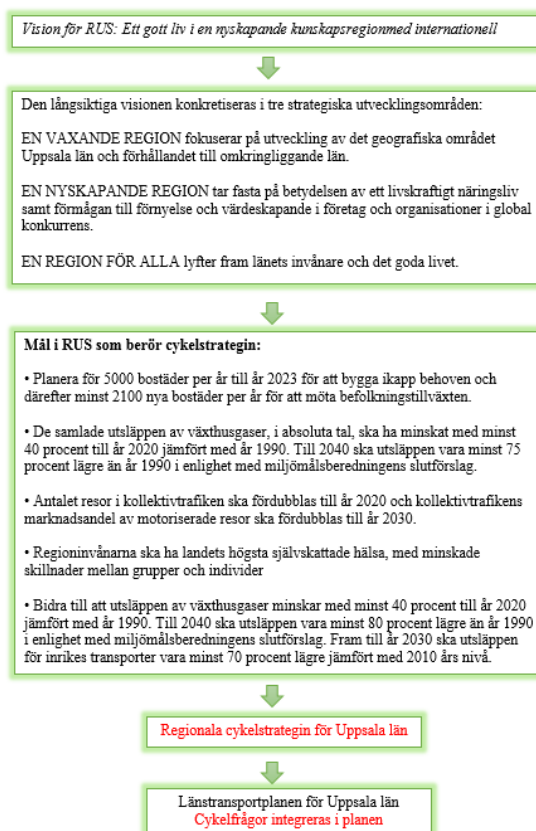 Vision för RUS: Ett gott liv i en nyskapande kunskapsregionmed internationell
Den långsiktiga visionen konkretiseras i tre strategiska utvecklingsområden:
EN VÄXANDE REGION fokuserar på utveckling av det geografiska området
Uppsala län och förhållandet till omkringliggande län.
EN NYSKAPANDE REGION tar fasta på betydelsen av ett livskraftigt näringsliv
samt förmågan till förnyelse och värdeskapande i företag och organisationer i global
konkurrens.
EN REGION FÖR ALLA lyfter fram länets invånare och det goda livet.
Mål i RUS som berör cykelstrategin:
• Planera för 5000 bostäder per år till år 2023 för att bygga ikapp behoven och
därefter minst 2100 nya bostäder per år för att möta befolkningstillväxten.
• De samlade utsläppen av växthusgaser, i absoluta tal, ska ha minskat med minst
40 procent till år 2020 jämfört med år 1990. Till 2040 ska utsläppen vara minst 75
procent lägre än år 1990 i enlighet med miljömålsberedningens slutförslag.
• Antalet resor i kollektivtrafiken ska fördubblas till år 2020 och kollektivtrafikens
marknadsandel av motoriserade resor ska fördubblas till år 2030.
• Regioninvånarna ska ha landets högsta självskattade hälsa, med minskade
skillnader mellan grupper och individer
• Bidra till att utsläppen av växthusgaser minskar med minst 40 procent till år 2020
jämfört med år 1990. Till 2040 ska utsläppen vara minst 80 procent lägre än år 1990
i enlighet med miljömålsberedningens slutförslag. Fram till år 2030 ska utsläppen
för inrikes transporter vara minst 70 procent lägre jämfört med 2010 års nivå.
Regionala cykelstrategin för Uppsala län
Länstransportplanen för Uppsala län
Cykelfrågor integreras i planen